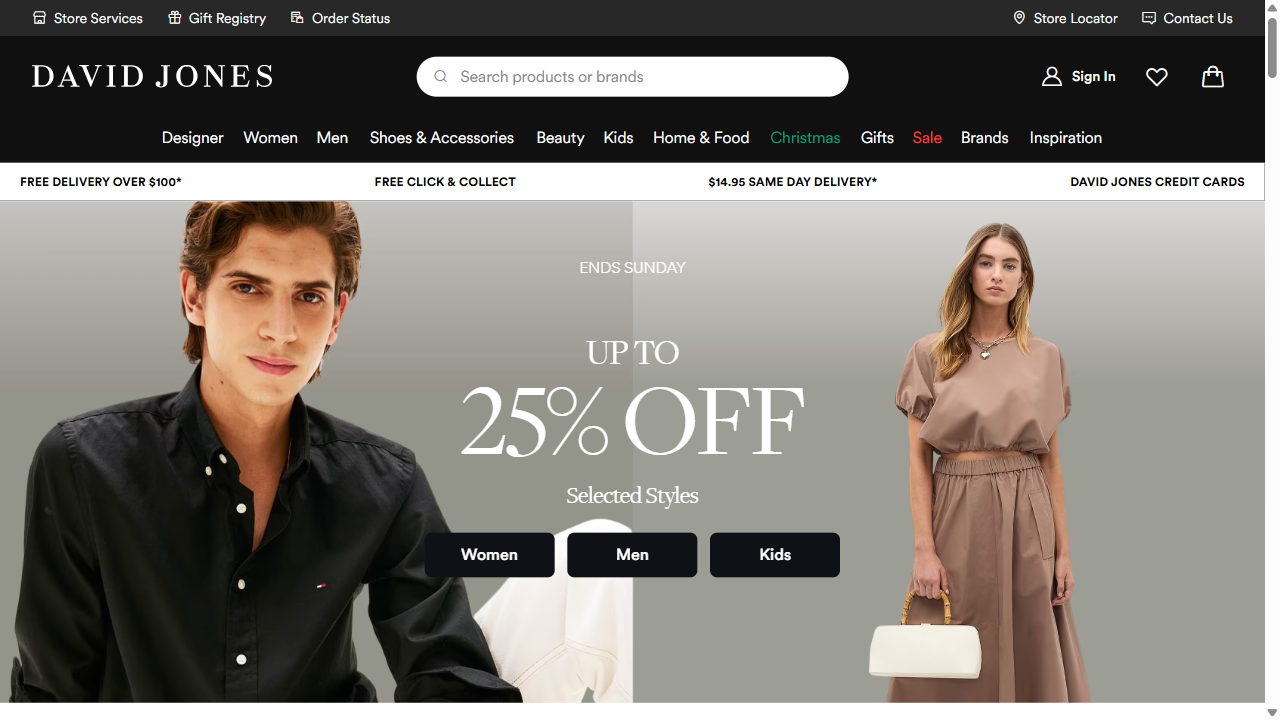 Store Services
Gift Registry
Order Status
Store Locator
Contact Us
DAVID JONES
Search products or brands
Sign In
Designer
Women
Men
Shoes & Accessories
Beauty
Kids
Home & Food
Christmas
Gifts
Sale
Brands
Inspiration
FREE DELIVERY OVER $100*
FREE CLICK & COLLECT
$14.95 SAME DAY DELIVERY*
DAVID JONES CREDIT CARDS
ENDS SUNDAY
UP TO
25% OFF
Selected Styles
Women
Men
Kids